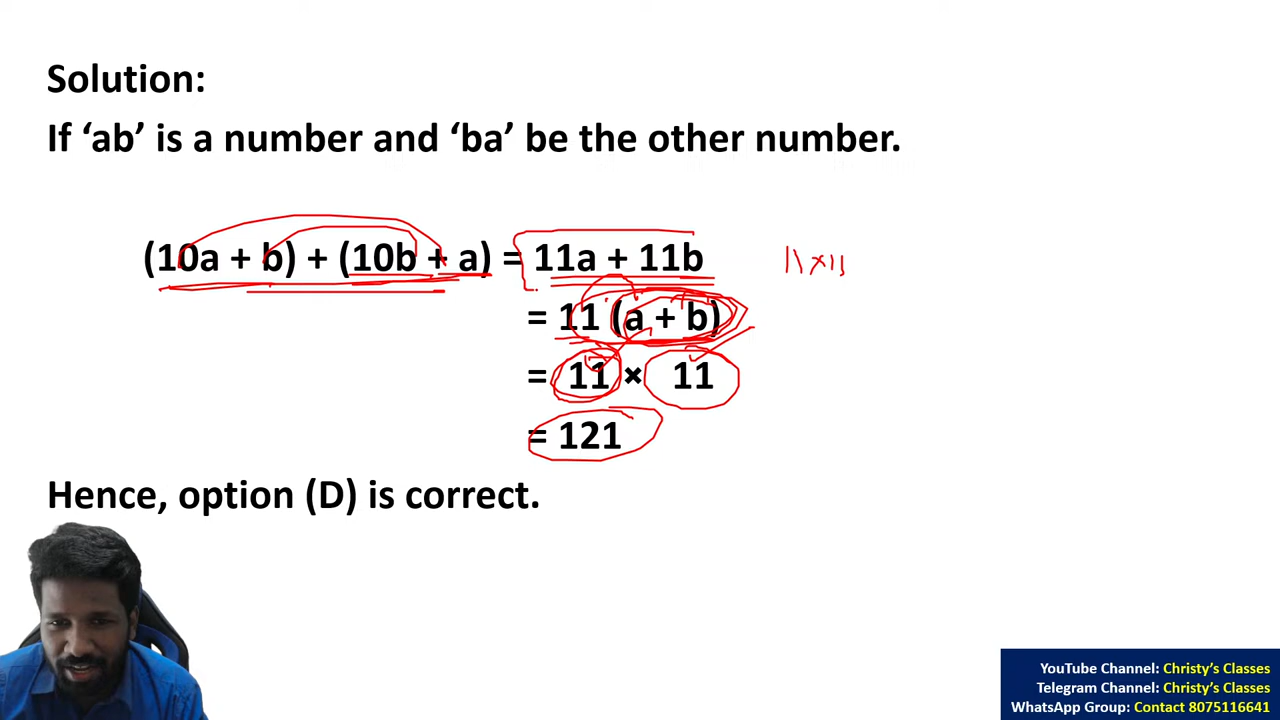 Solution:
If ‘ab’ is a number and ‘ba’ be the other number.
(10a + b) + (10b + a) = 11a + 11b
11 × 11
= 11 (a + b)
= 11 × 11
= 121
Hence, option (D) is correct.
YouTube Channel: Christy’s Classes
Telegram Channel: Christy’s Classes
WhatsApp Group: Contact 8075116641